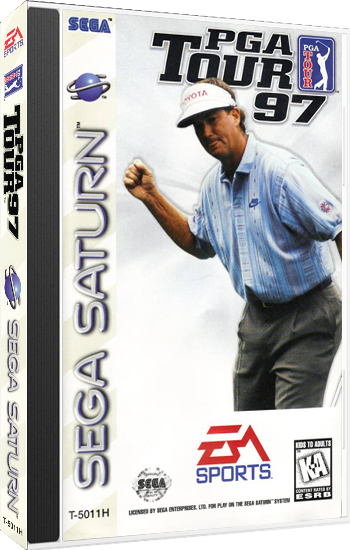 EA
SPORTS
PGA TOUR 97
SEGA SATURN
T-5011H
SEGA
SEGA SATURN™
T-5011H
PGA
TOUR
97
PGA
TOUR
TOYOTA
EA
SPORTS™
SEGA
LICENSED BY SEGA ENTERPRISES, LTD. FOR PLAY ON THE SEGA SATURN SYSTEM
KIDS TO ADULTS
K-A
CONTENT RATED BY
ESRB